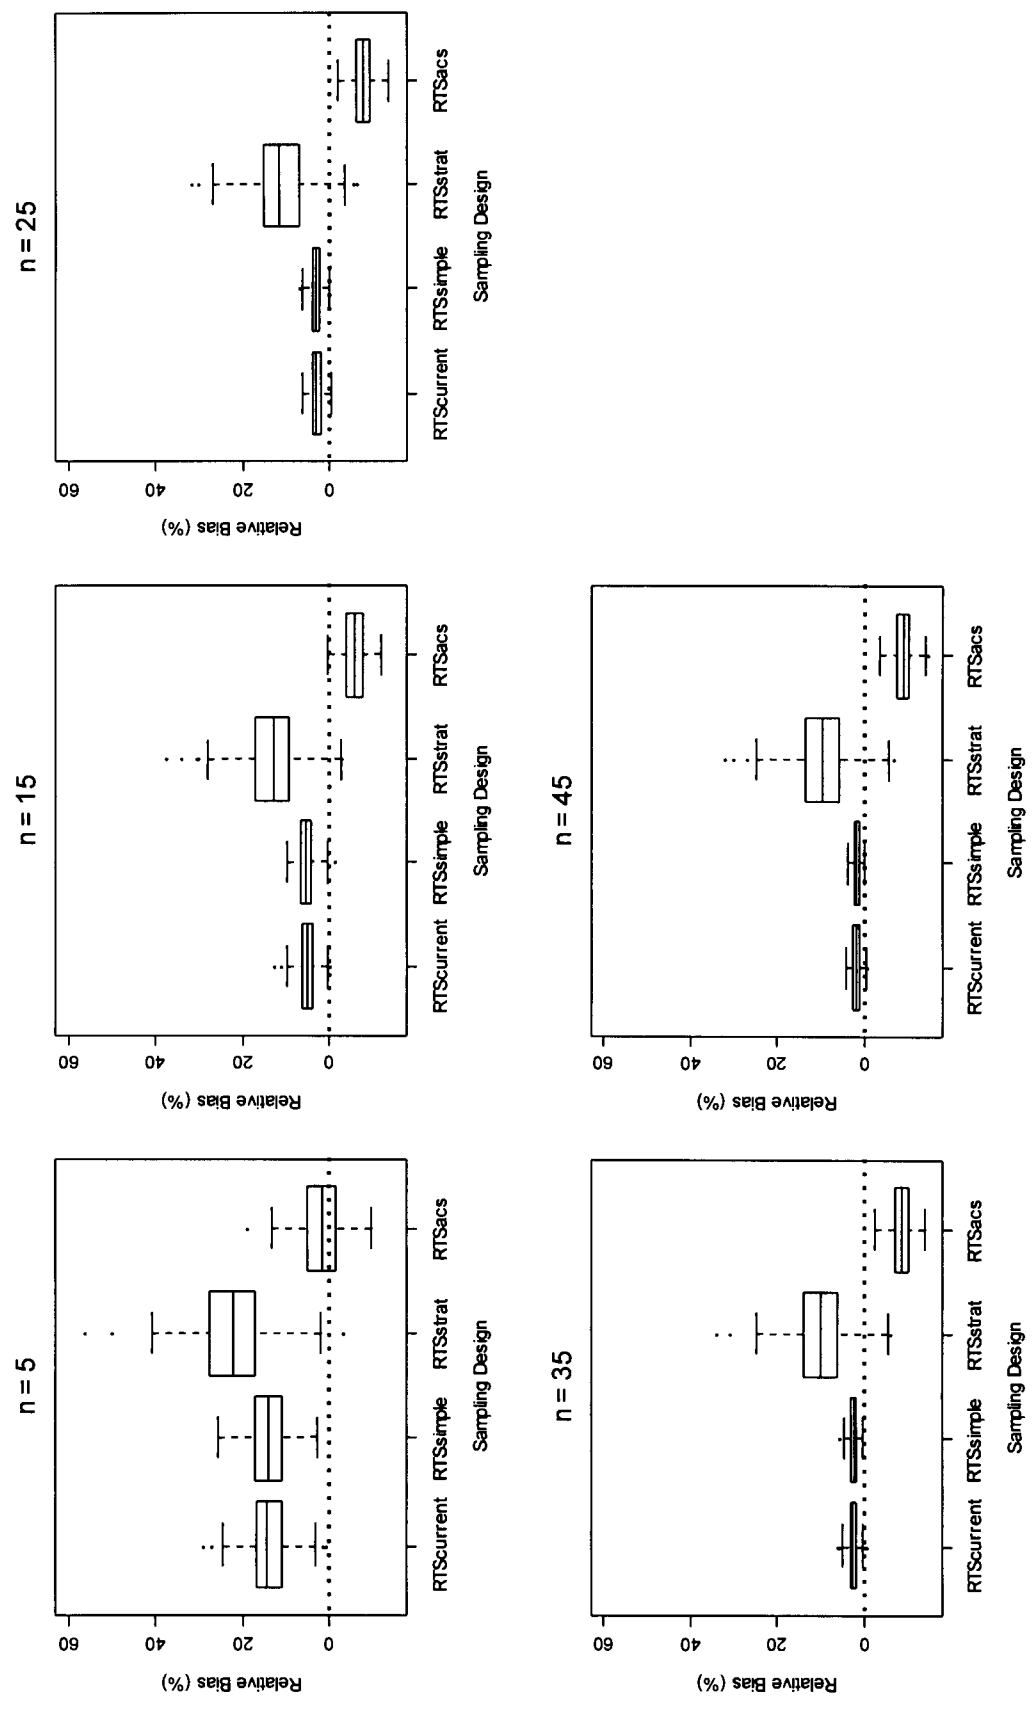 n = 5
Relative Bias (%)
60
40
20
0
RTScurrent RTSsimple RTSstrat RTSacs
Sampling Design
n = 15
Relative Bias (%)
60
40
20
0
RTScurrent RTSsimple RTSstrat RTSacs
Sampling Design
n = 25
Relative Bias (%)
60
40
20
0
RTScurrent RTSsimple RTSstrat RTSacs
Sampling Design
n = 35
Relative Bias (%)
60
40
20
0
RTScurrent RTSsimple RTSstrat RTSacs
Sampling Design
n = 45
Relative Bias (%)
60
40
20
0
RTScurrent RTSsimple RTSstrat RTSacs
Sampling Design